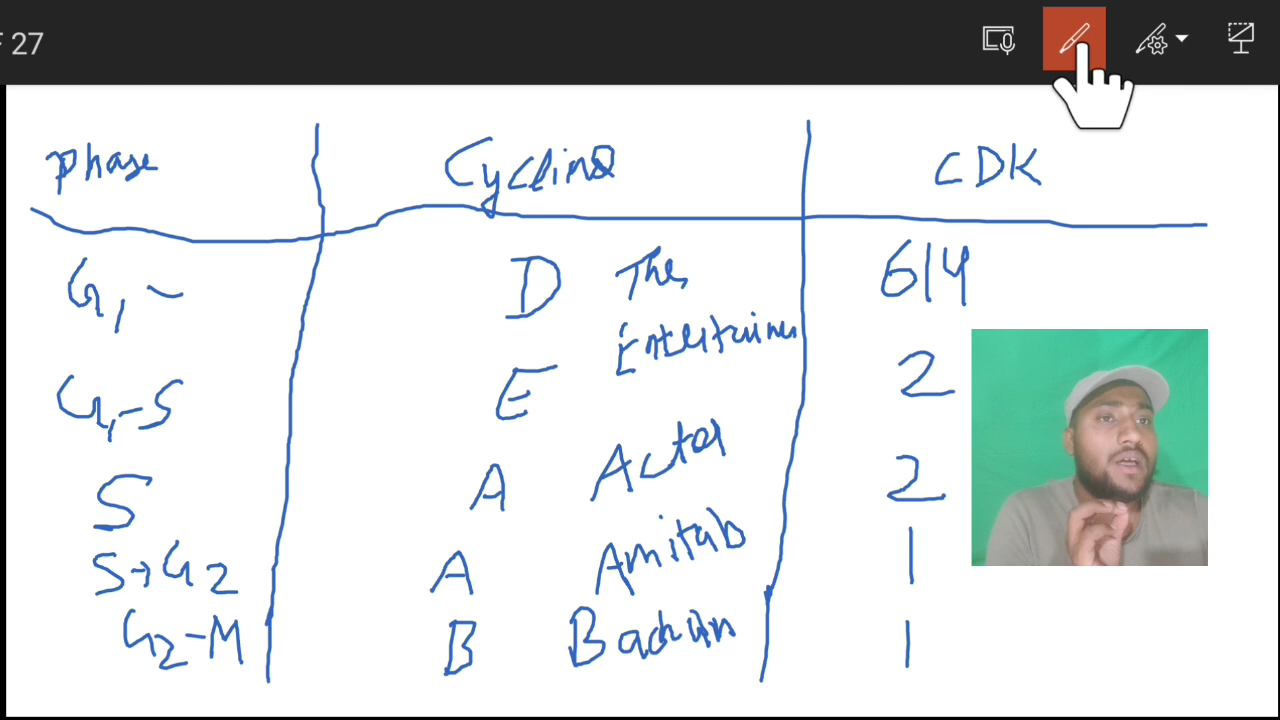 F 27
Phase Cyclins CDK
G1 - D The 6/4
Entertainer
G1-S E 2
S A Actor 2
S→G2 A Amitab 1
G2-M B Bachan 1